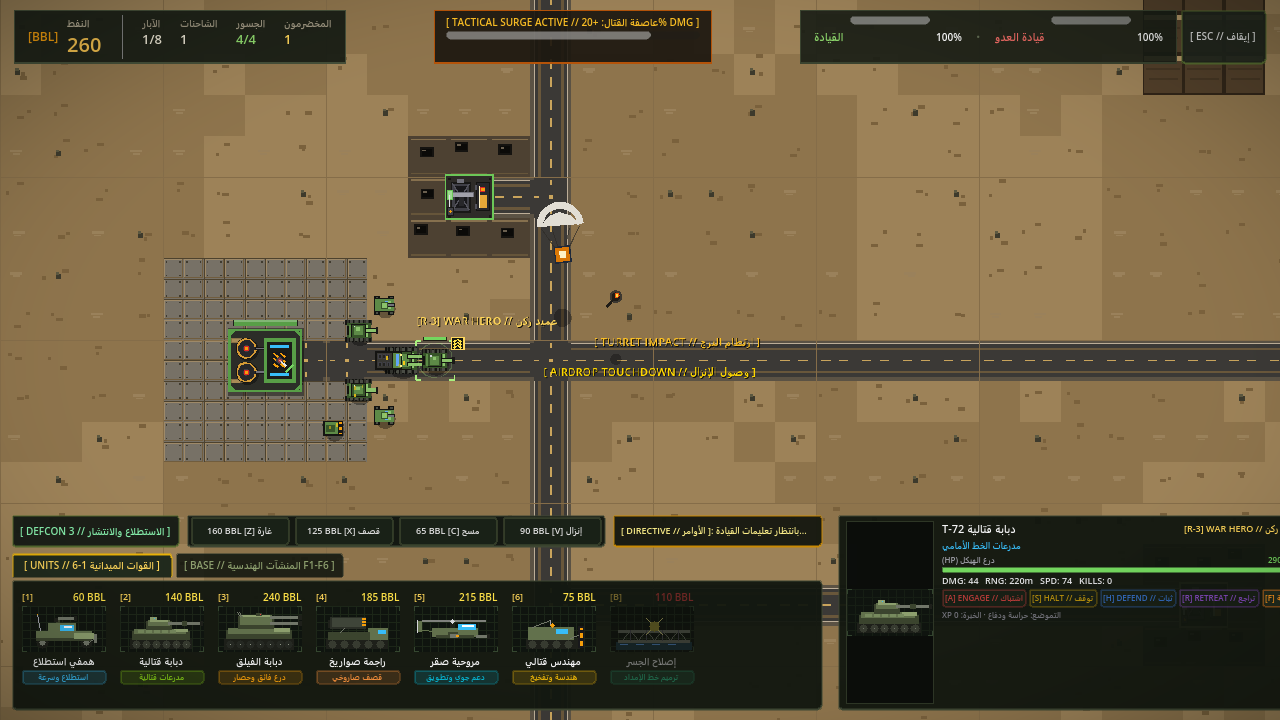 النفط
[BBL] 260
الآبار
1/8
الشاحنات
1
الجسور
4/4
المخضرمون
1
[ TACTICAL SURGE ACTIVE // عاصفة القتال: +20% DMG ]
القيادة 100%
قيادة العدو 100%
[ ESC // إيقاف ]
[R-3] WAR HERO // عميد ركن
[ TURRET IMPACT // ارتطام البرج ]
[ AIRDROP TOUCHDOWN // وصول الإنزال ]
[ DEFCON 3 // الاستطلاع والانتشار ]
160 BBL [Z] غارة
125 BBL [X] قصف
65 BBL [C] مسح
90 BBL [V] إنزال
[ DIRECTIVE // الأوامر ]: بانتظار تعليمات القيادة...
[ UNITS // القوات الميدانية 1-6 ]
[ BASE // المنشآت الهندسية F1-F6 ]
[1] 60 BBL
همفي استطلاع
استطلاع وسرعة
[2] 140 BBL
دبابة قتالية
مدرعات قتالية
[3] 240 BBL
دبابة الفيلق
درع فائق وحصار
[4] 185 BBL
راجمة صواريخ
قصف صاروخي
[5] 215 BBL
مروحية صقر
دعم جوي وتطويق
[6] 75 BBL
مهندس قتالي
هندسة وتفخيخ
[B] 110 BBL
إصلاح الجسر
ترميم خط الإمداد
دبابة قتالية T-72
[R-3] WAR HERO // ركن
مدرعات الخط الأمامي
درع الهيكل (HP)
290
DMG: 44 RNG: 220m SPD: 74 KILLS: 0
[A] ENGAGE // اشتباك
[S] HALT // توقف
[H] DEFEND // ثبات
[R] RETREAT // تراجع
التموضع: حراسة ودفاع · الخبرة: XP 0